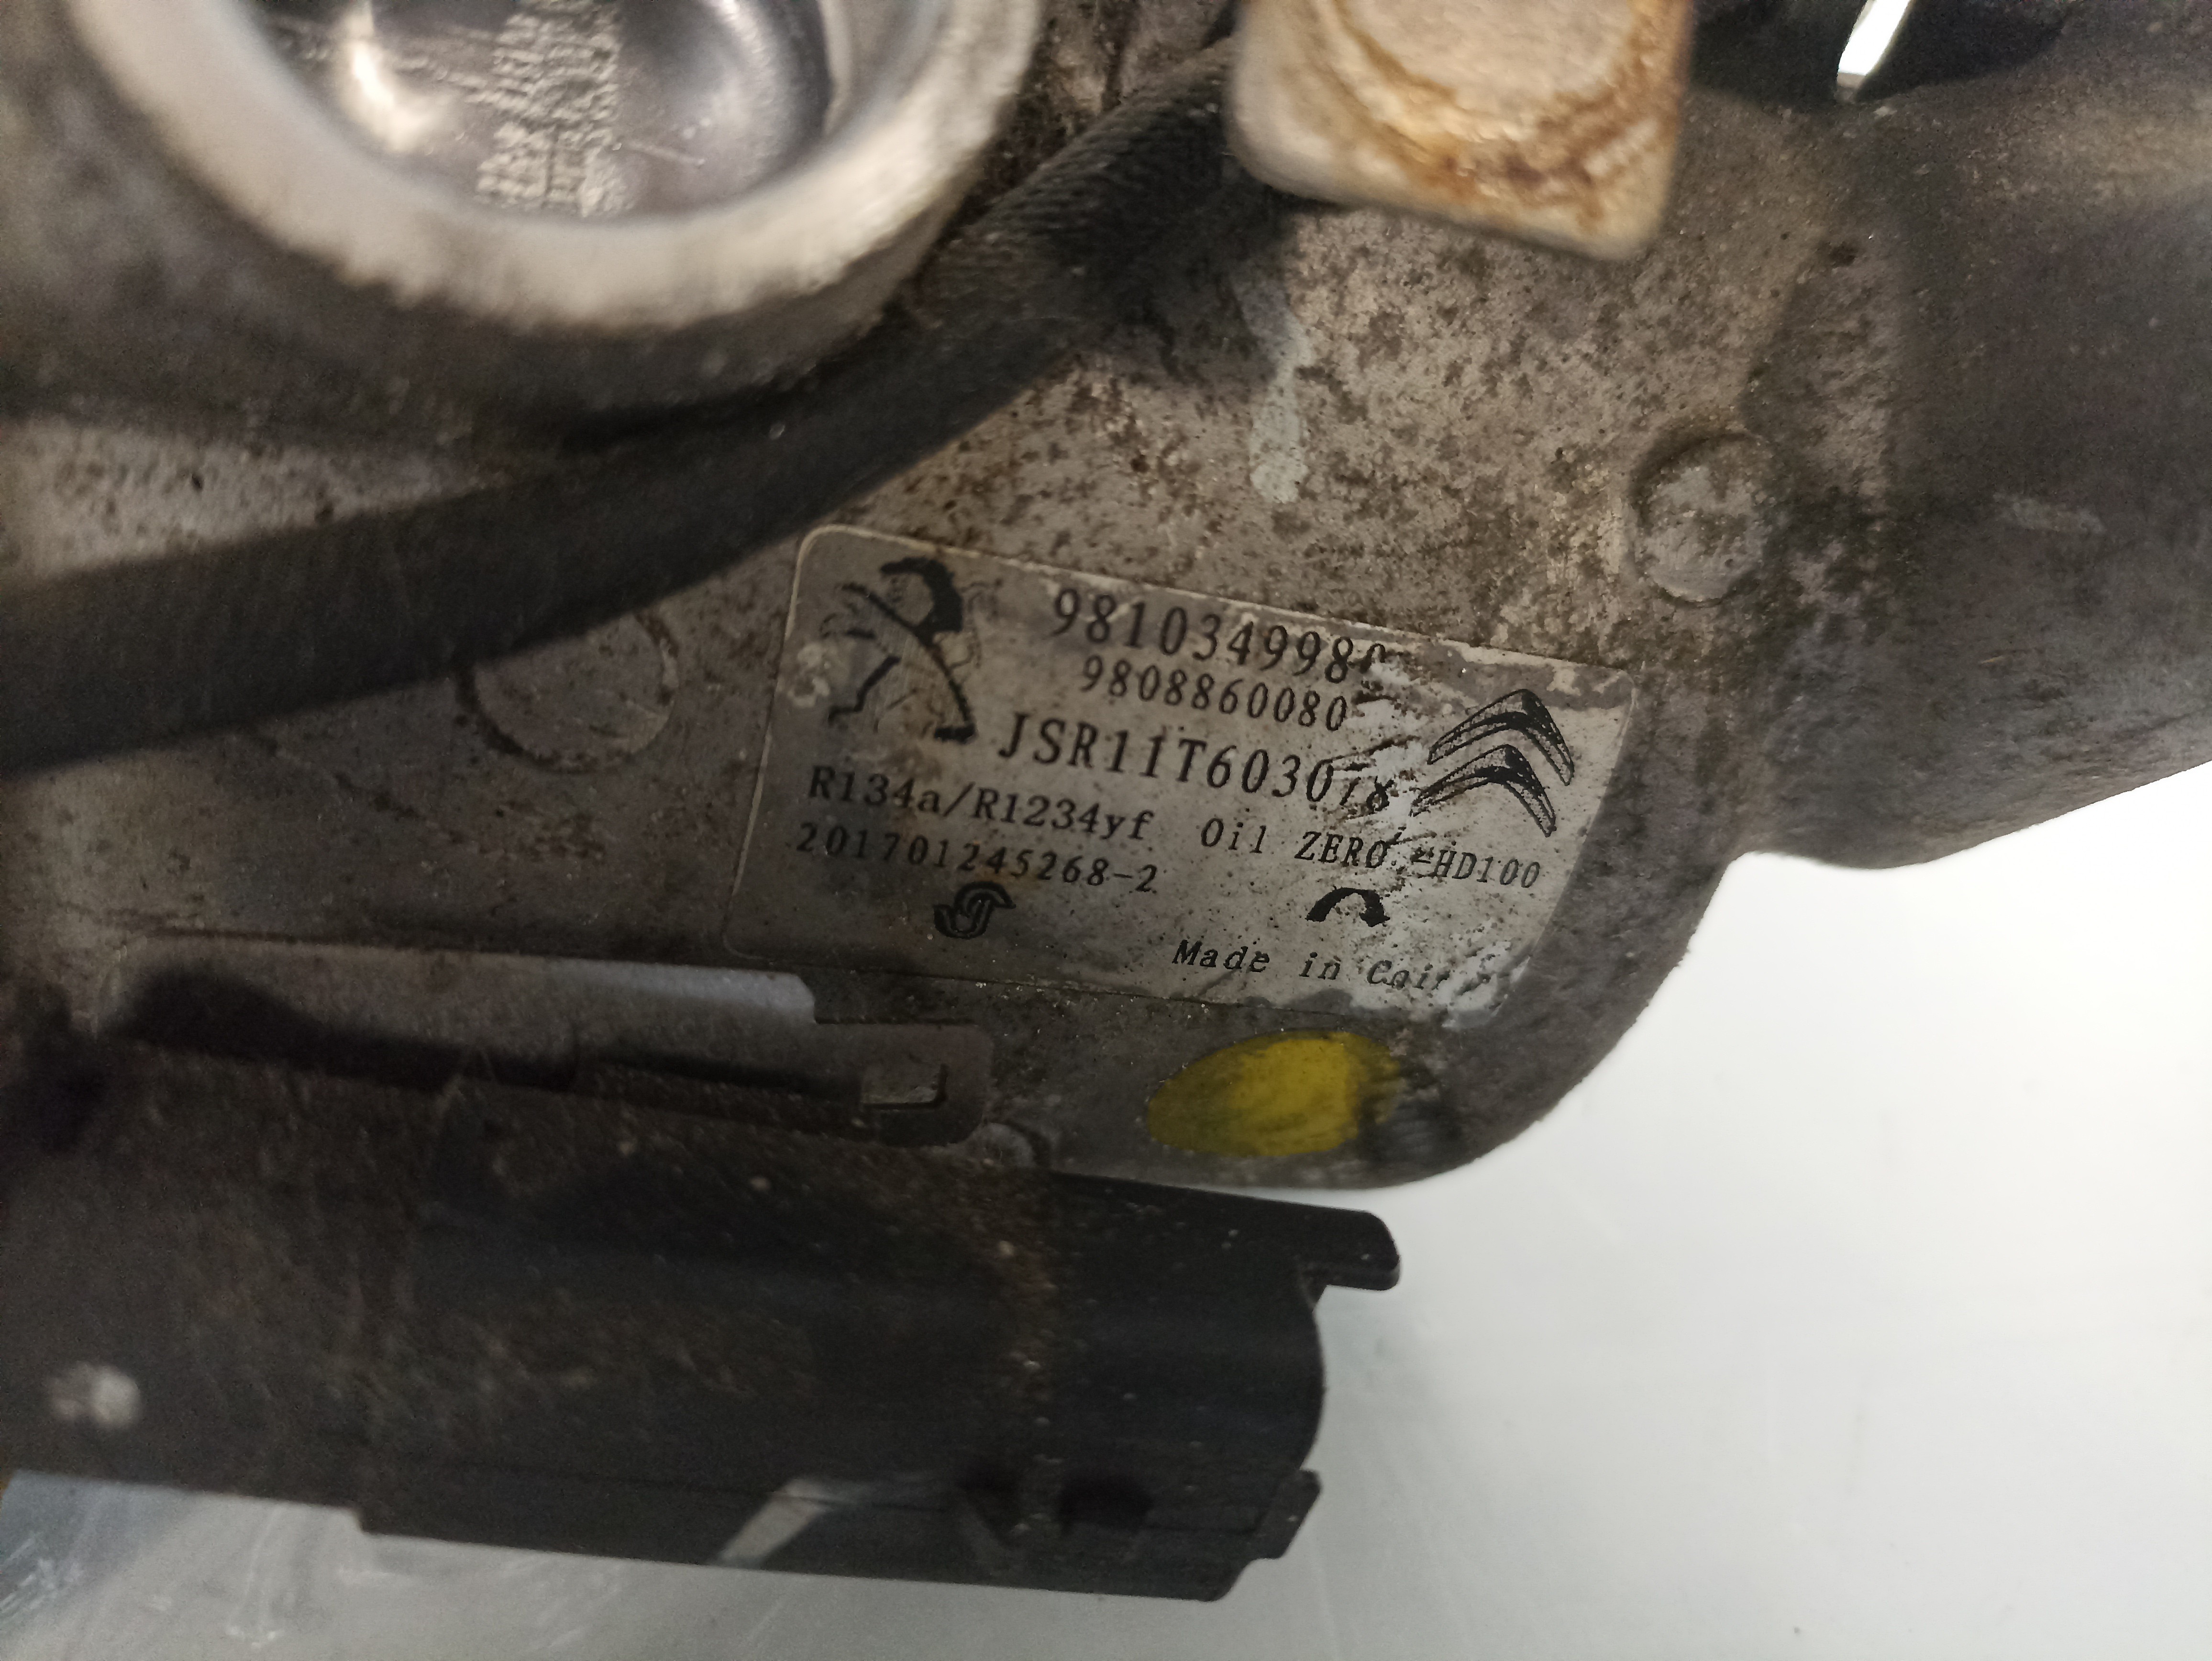 9810349980
9808860080
JSR11T603078
R134a/R1234yf Oil ZERO -HD100
201701245268-2
Made in